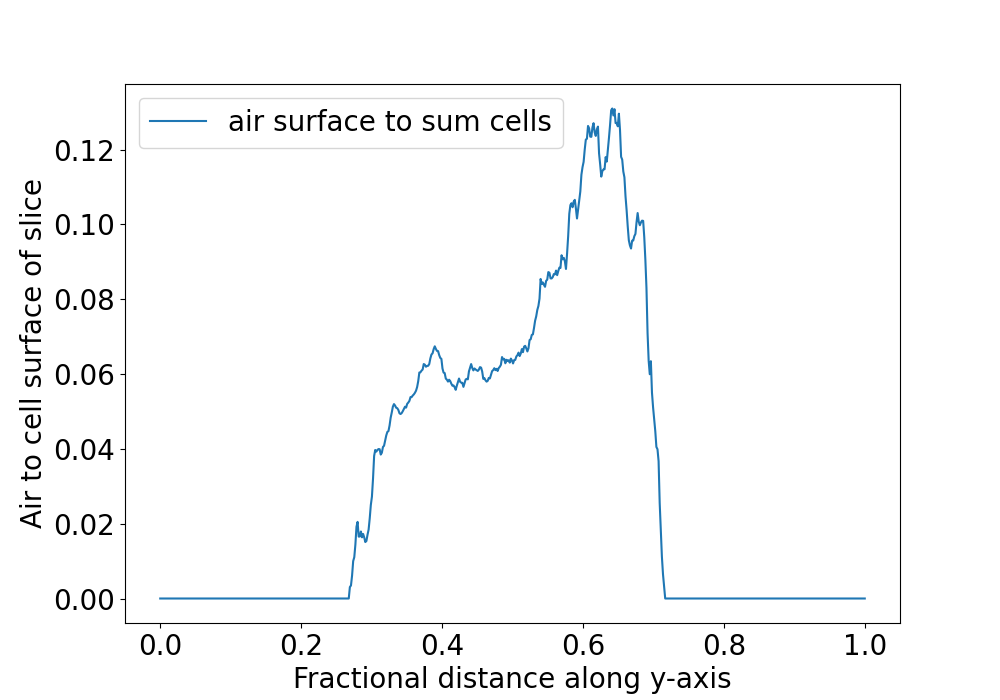 air surface to sum cells
Air to cell surface of slice
0.12
0.10
0.08
0.06
0.04
0.02
0.00
0.0 0.2 0.4 0.6 0.8 1.0
Fractional distance along y-axis